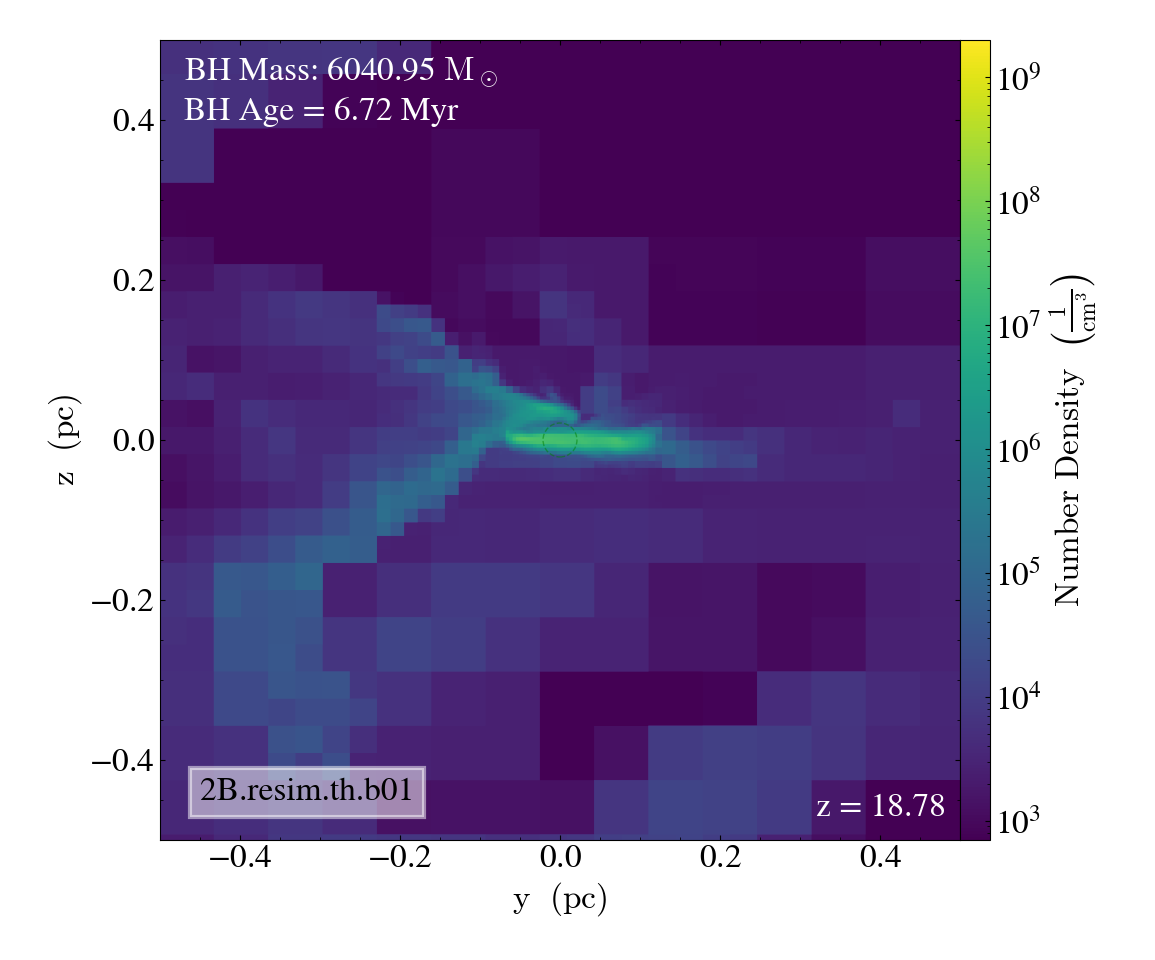 BH Mass: 6040.95 M⊙
BH Age = 6.72 Myr
10⁹
10⁸
10⁷
10⁶
10⁵
10⁴
10³
Number Density (1/cm³)
0.4
0.2
0.0
−0.2
−0.4
z (pc)
2B.resim.th.b01
z = 18.78
−0.4 −0.2 0.0 0.2 0.4
y (pc)